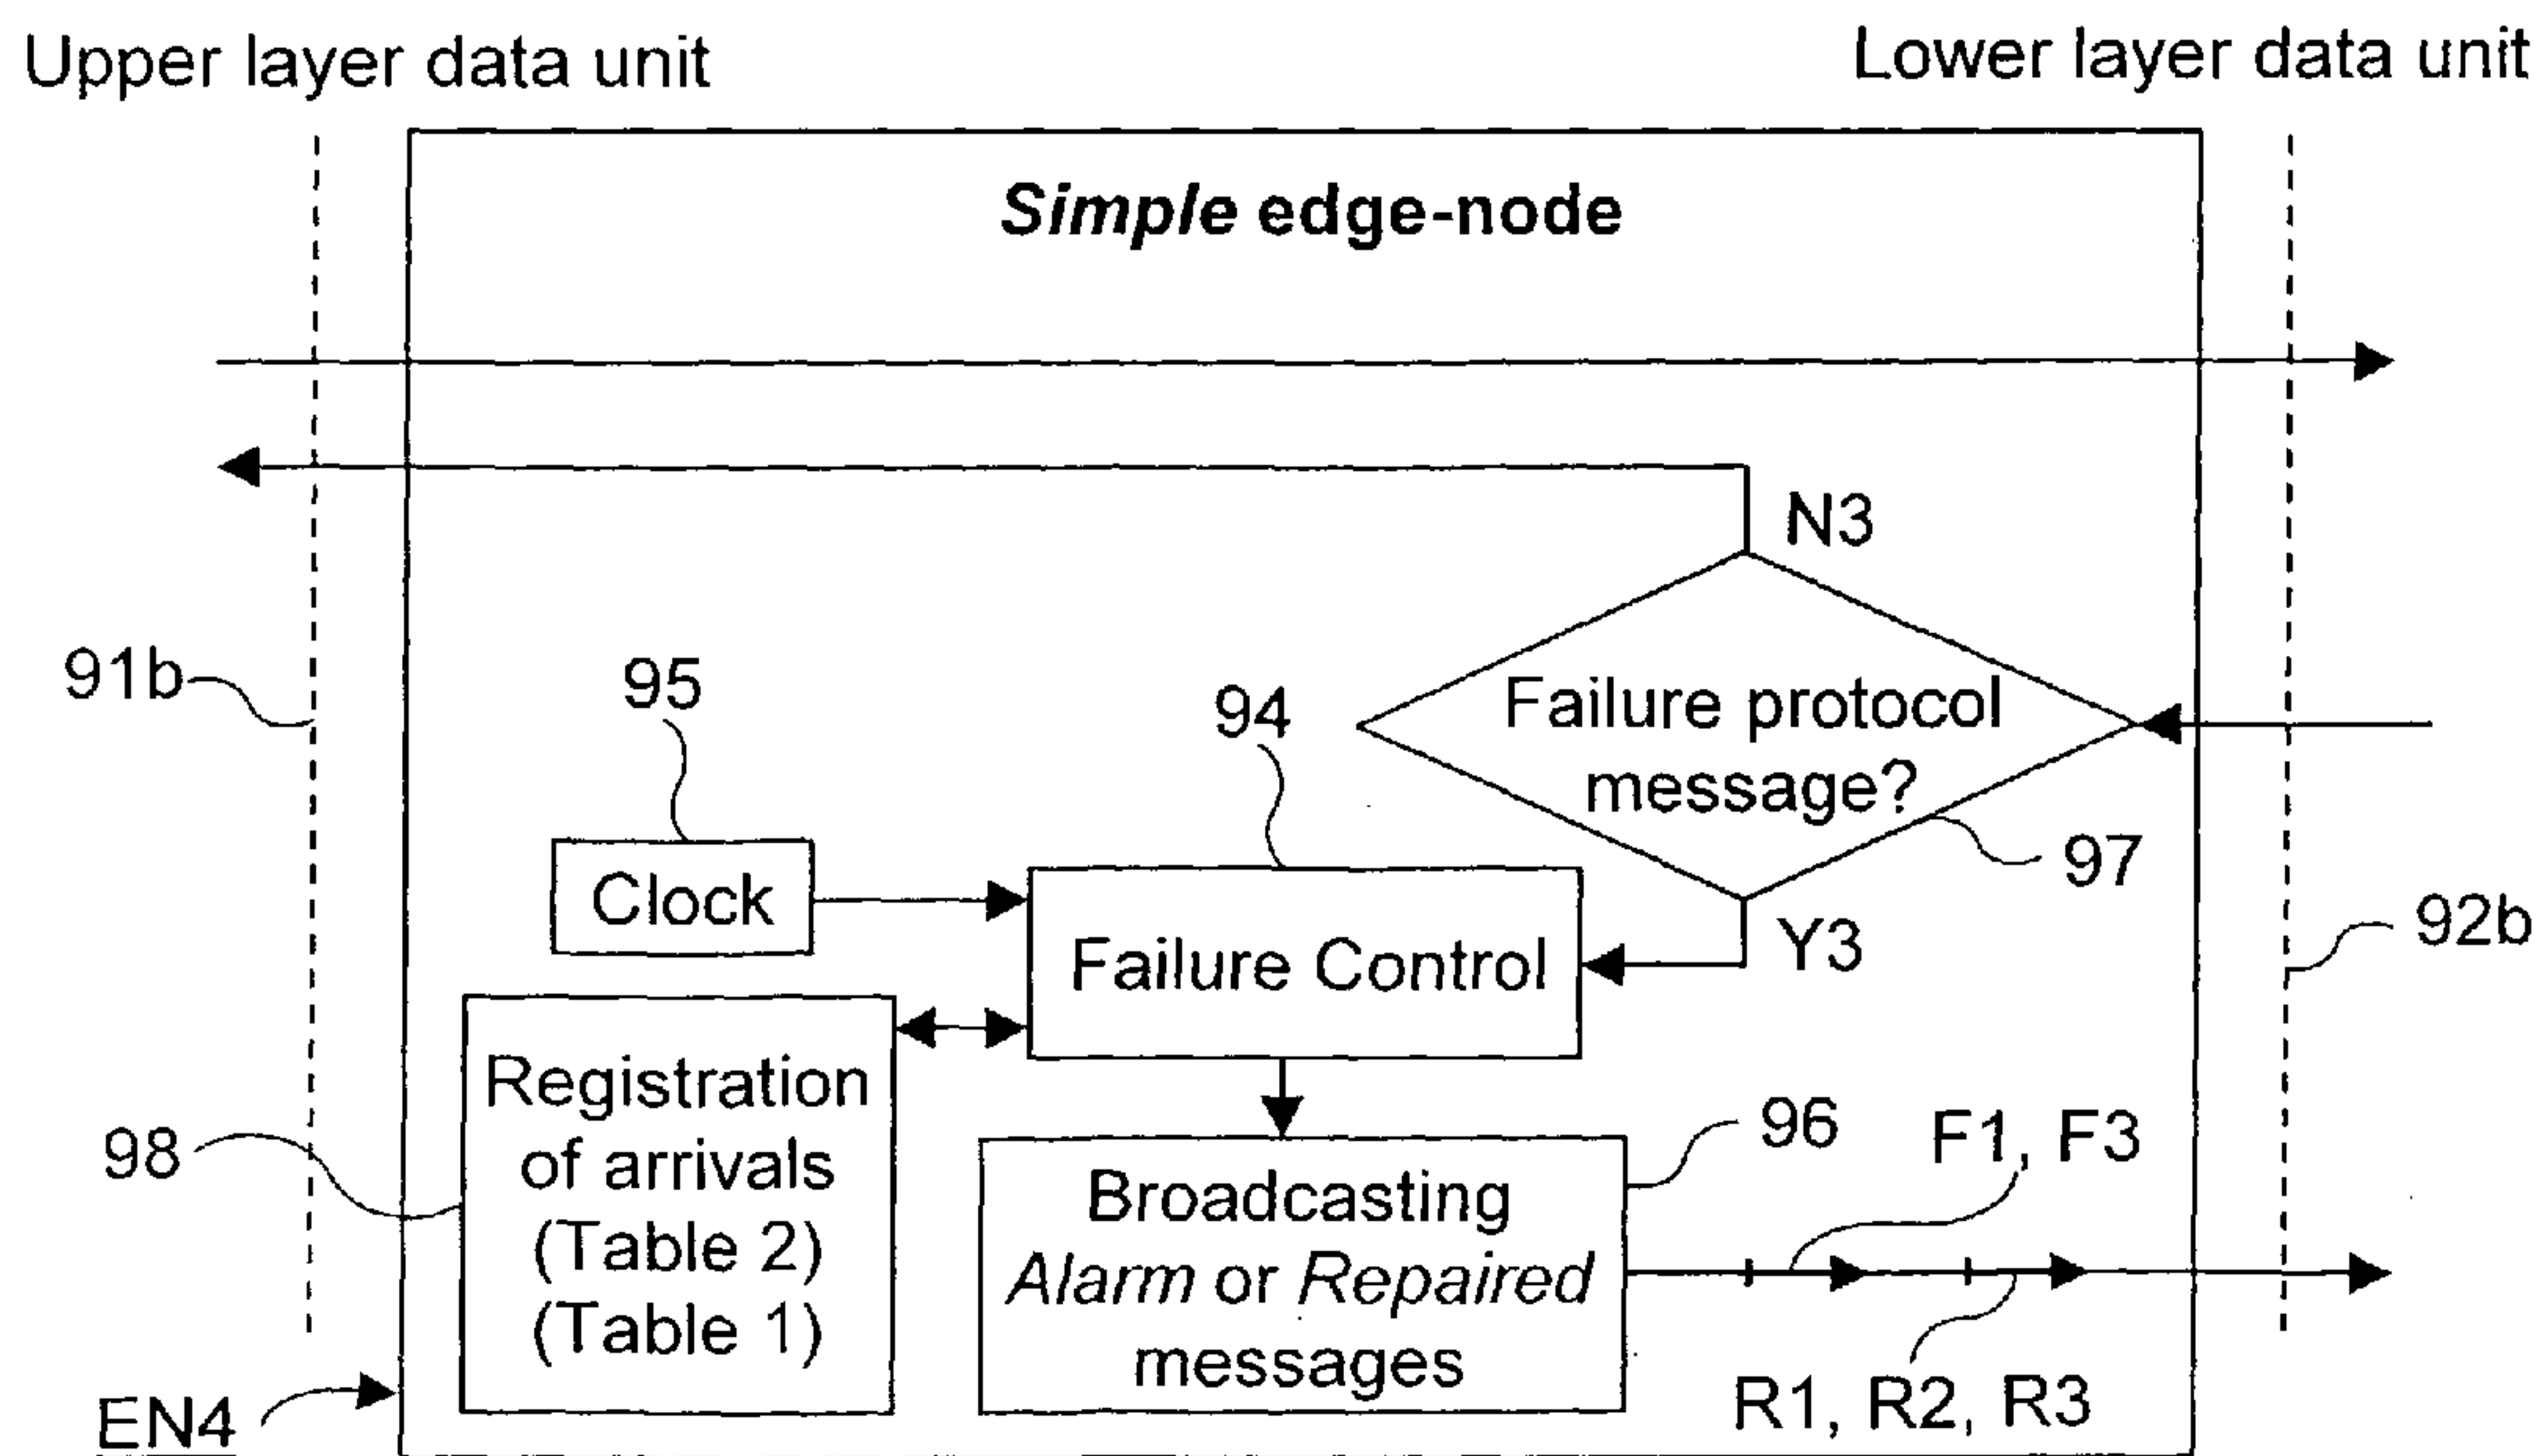 Upper layer data unit
Lower layer data unit
Simple edge-node
N3
91b
95
94
Failure protocol
message?
97
Clock
Y3
92b
Failure Control
Registration
of arrivals
(Table 2)
(Table 1)
98
96
F1, F3
Broadcasting
Alarm or Repaired
messages
R1, R2, R3
EN4